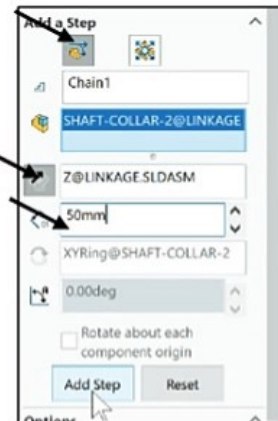 Add a Step
Chain1
SHAFT-COLLAR-2@LINKAGE
Z@LINKAGE.SLDASM
50mm
XYRing@SHAFT-COLLAR-2
0.00deg
Rotate about each
component origin
Add Step Reset
Options